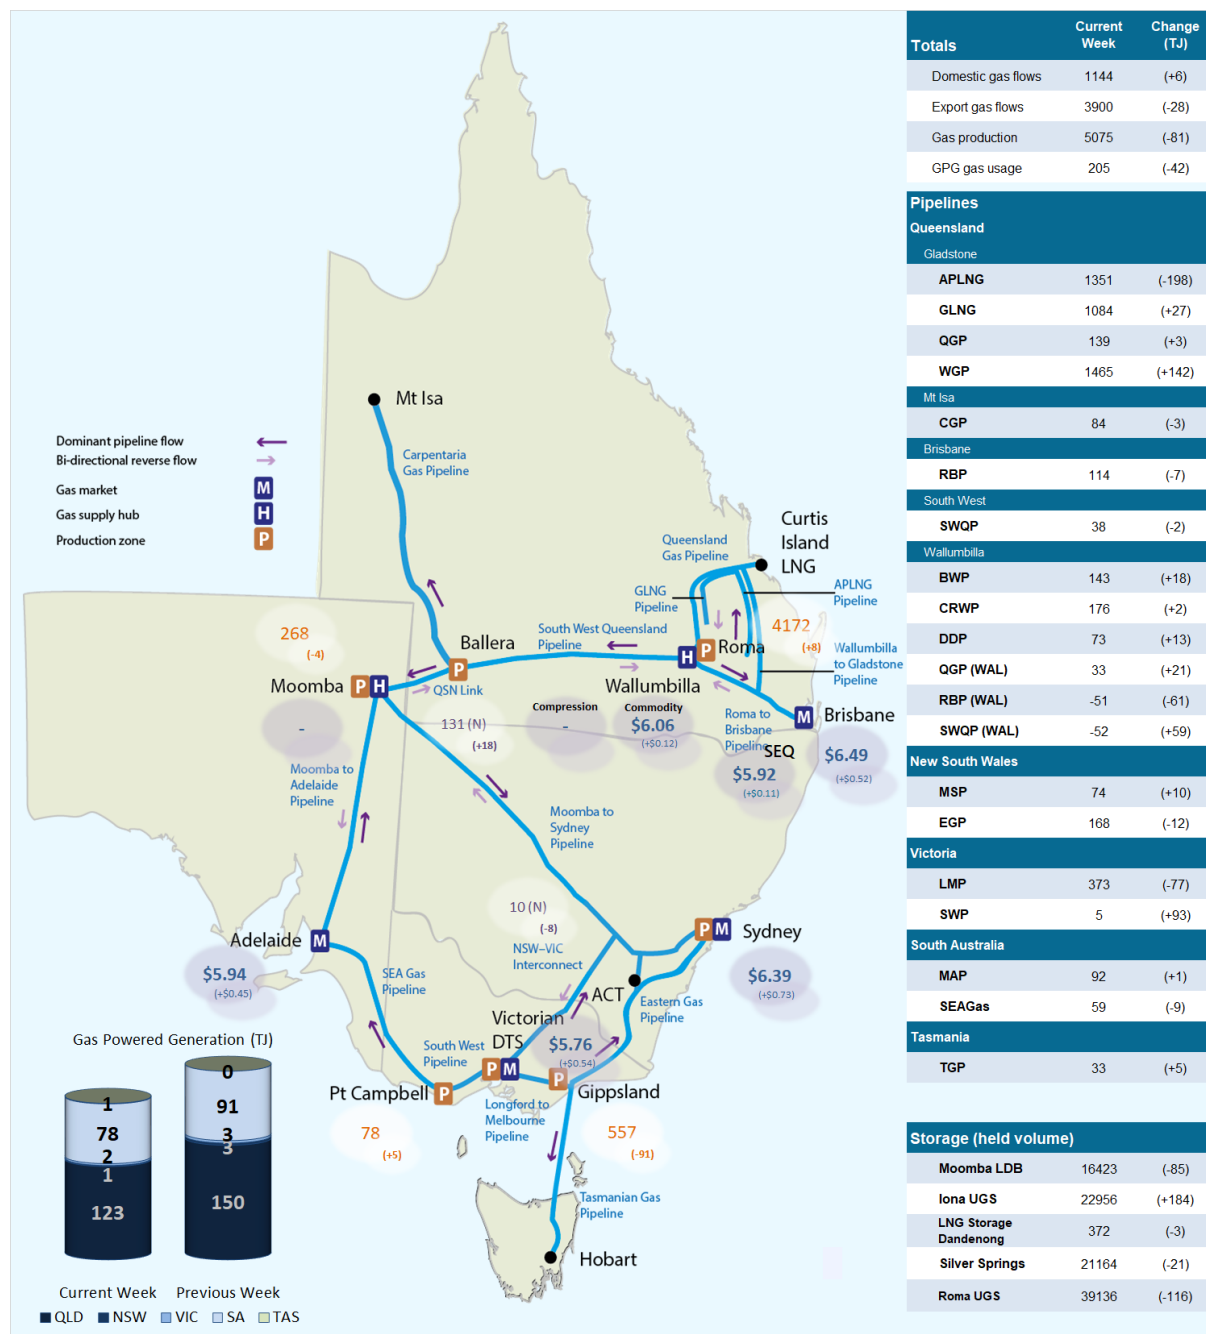 Mt Isa
Dominant pipeline flow
Bi-directional reverse flow
Gas market M
Gas supply hub H
Production zone P
Carpentaria
Gas Pipeline
Curtis
Island
LNG
Queensland
Gas Pipeline
GLNG
Pipeline
APLNG
Pipeline
268
(-4)
4172
(+8)
Ballera
South West Queensland
Pipeline
H P Roma
Wallumbilla
to Gladstone
Pipeline
P
Moomba P H
QSN Link
Wallumbilla
-
131 (N)
(+18)
Compression
-
Commodity
$6.06
(+$0.12)
Roma to
Brisbane
Pipeline
M Brisbane
SEQ
$5.92
(+$0.11)
$6.49
(+$0.52)
Moomba to
Adelaide
Pipeline
Moomba to
Sydney
Pipeline
10 (N)
(-8)
NSW-VIC
Interconnect
P M Sydney
$6.39
(+$0.73)
Adelaide M
$5.94
(+$0.45)
SEA Gas
Pipeline
ACT
Eastern Gas
Pipeline
Victorian
DTS
$5.76
(+$0.54)
South West
Pipeline
P M
P
Gippsland
Pt Campbell P
Longford to
Melbourne
Pipeline
78
(+5)
557
(-91)
Tasmanian Gas
Pipeline
Hobart
Gas Powered Generation (TJ)
1
78
2
1
123
0
91
3
3
150
Current Week Previous Week
QLD NSW VIC SA TAS
Totals Current Week Change (TJ)
Domestic gas flows 1144 (+6)
Export gas flows 3900 (-28)
Gas production 5075 (-81)
GPG gas usage 205 (-42)
Pipelines
Queensland
Gladstone
APLNG 1351 (-198)
GLNG 1084 (+27)
QGP 139 (+3)
WGP 1465 (+142)
Mt Isa
CGP 84 (-3)
Brisbane
RBP 114 (-7)
South West
SWQP 38 (-2)
Wallumbilla
BWP 143 (+18)
CRWP 176 (+2)
DDP 73 (+13)
QGP (WAL) 33 (+21)
RBP (WAL) -51 (-61)
SWQP (WAL) -52 (+59)
New South Wales
MSP 74 (+10)
EGP 168 (-12)
Victoria
LMP 373 (-77)
SWP 5 (+93)
South Australia
MAP 92 (+1)
SEAGas 59 (-9)
Tasmania
TGP 33 (+5)
Storage (held volume)
Moomba LDB 16423 (-85)
Iona UGS 22956 (+184)
LNG Storage
Dandenong 372 (-3)
Silver Springs 21164 (-21)
Roma UGS 39136 (-116)